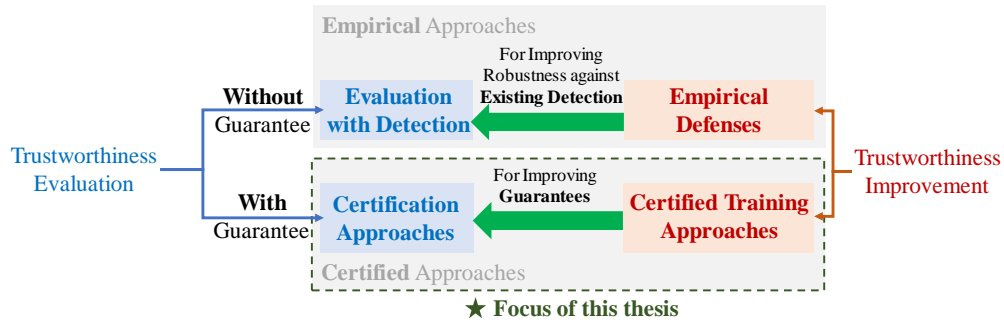 Empirical Approaches
For Improving
Robustness against
Existing Detection
Without
Guarantee
Evaluation
with Detection
Empirical
Defenses
Trustworthiness
Evaluation
Trustworthiness
Improvement
With
Guarantee
For Improving
Guarantees
Certification
Approaches
Certified Training
Approaches
Certified Approaches
★ Focus of this thesis